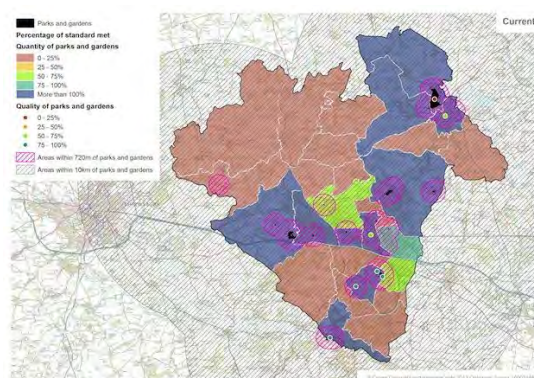 Current
Parks and gardens
Percentage of standard met
Quantity of parks and gardens
0 - 25%
25 - 50%
50 - 75%
75 - 100%
More than 100%
Quality of parks and gardens
0 - 25%
25 - 50%
50 - 75%
75 - 100%
Areas within 720m of parks and gardens
Areas within 10km of parks and gardens